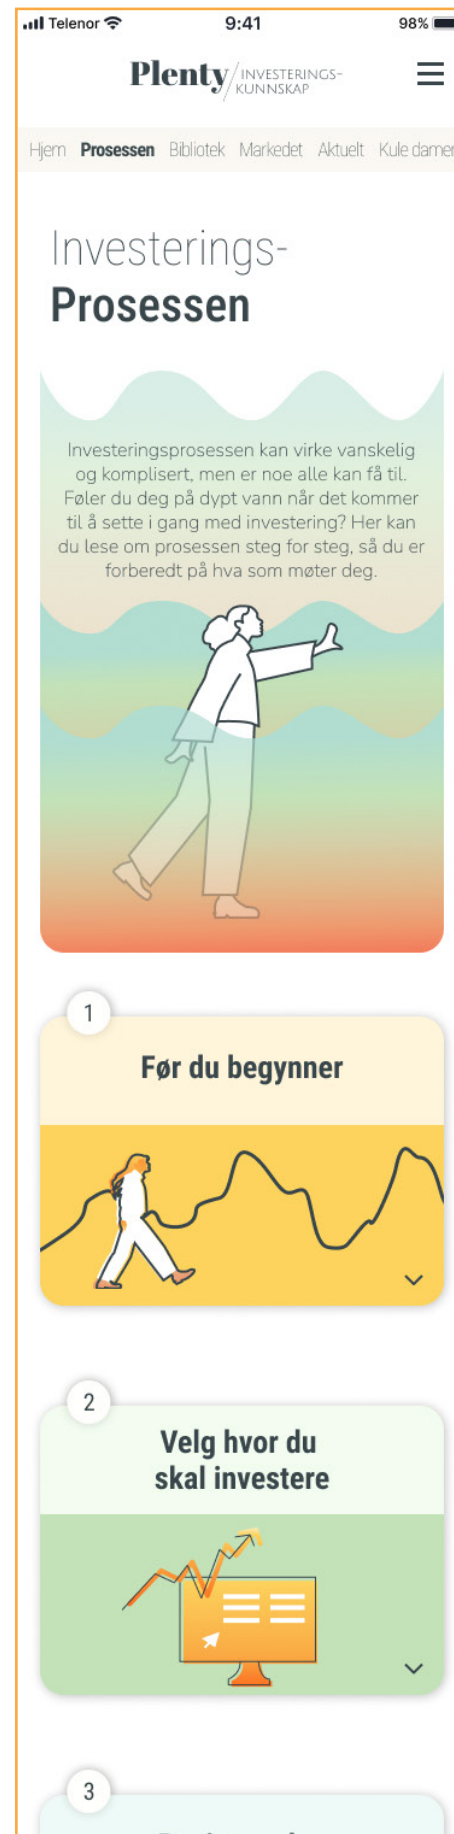 Telenor 9:41 98%
Plenty/INVESTERINGS-
KUNNSKAP
Hjem Prosessen Bibliotek Markedet Aktuelt Kule damer
Investerings-
Prosessen
Investeringsprosessen kan virke vanskelig
og komplisert, men er noe alle kan få til.
Føler du deg på dypt vann når det kommer
til å sette i gang med investering? Her kan
du lese om prosessen steg for steg, så du er
forberedt på hva som møter deg.
1
Før du begynner
2
Velg hvor du
skal investere
3